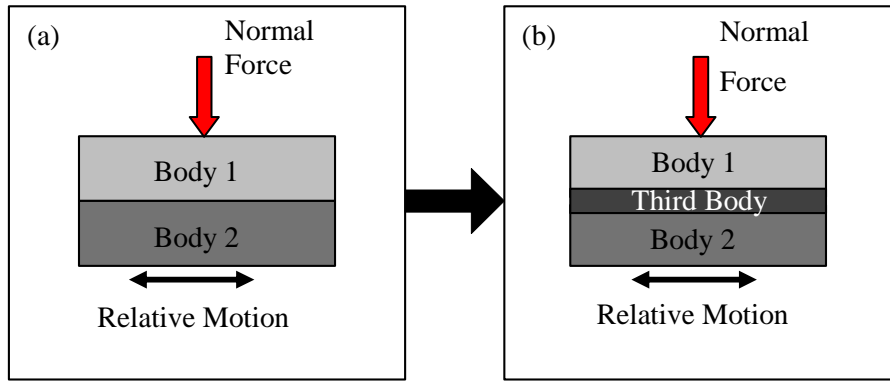 (a)
Normal
Force
Body 1
Body 2
Relative Motion
(b)
Normal
Force
Body 1
Third Body
Body 2
Relative Motion